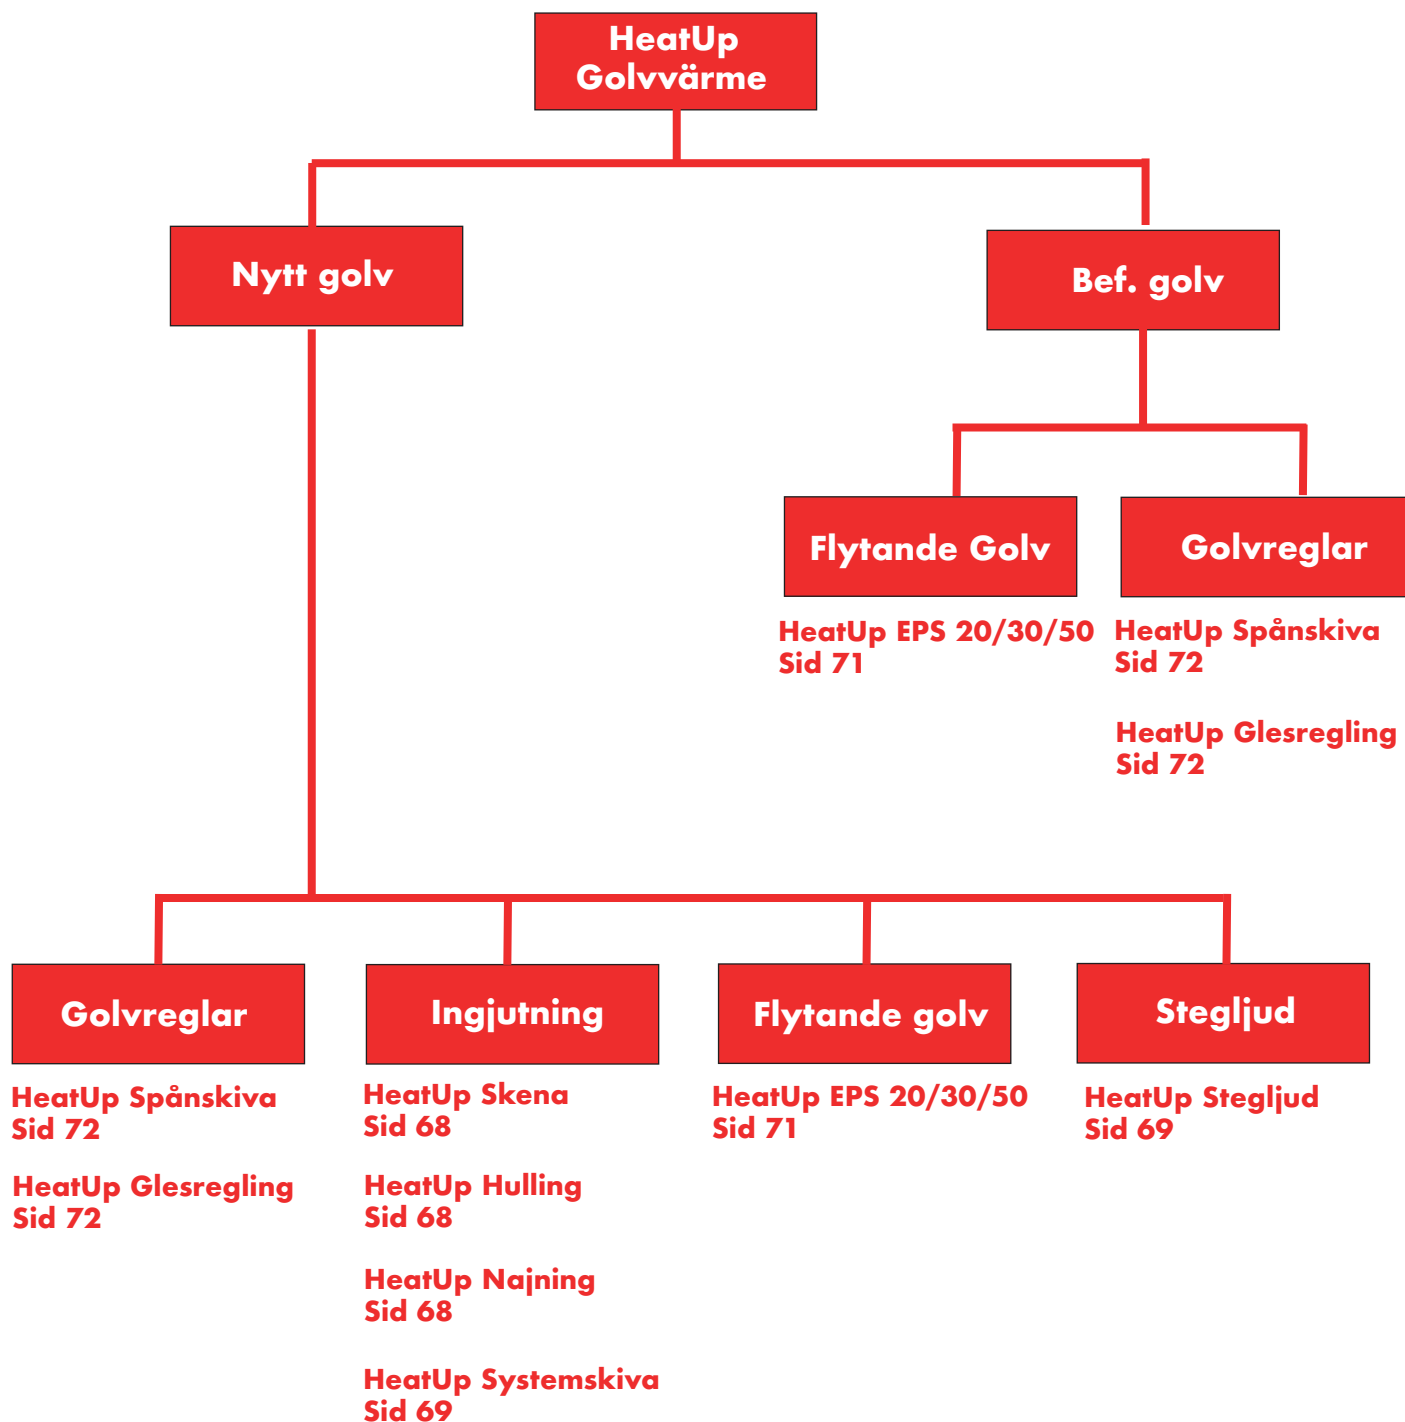 HeatUp
Golvvärme
Nytt golv
Bef. golv
Flytande Golv
HeatUp EPS 20/30/50
Sid 71
Golvreglar
HeatUp Spånskiva
Sid 72
HeatUp Glesregling
Sid 72
Golvreglar
HeatUp Spånskiva
Sid 72
HeatUp Glesregling
Sid 72
Ingjutning
HeatUp Skena
Sid 68
HeatUp Hulling
Sid 68
HeatUp Najning
Sid 68
HeatUp Systemskiva
Sid 69
Flytande golv
HeatUp EPS 20/30/50
Sid 71
Stegljud
HeatUp Stegljud
Sid 69